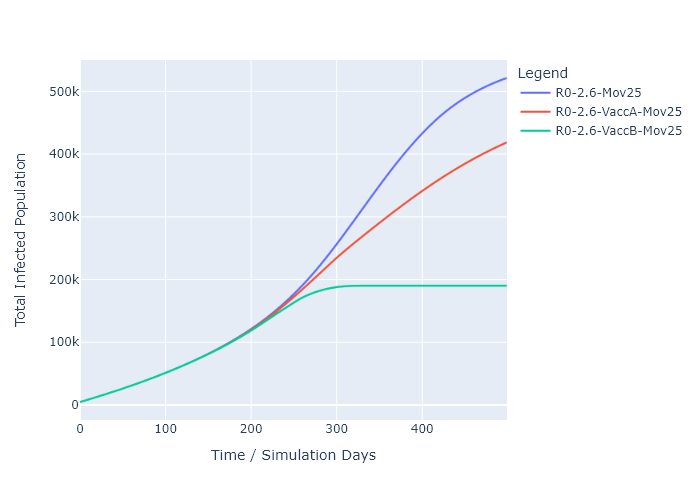 Legend
R0-2.6-Mov25
R0-2.6-VaccA-Mov25
R0-2.6-VaccB-Mov25
Total Infected Population
500k
400k
300k
200k
100k
0
0 100 200 300 400
Time / Simulation Days